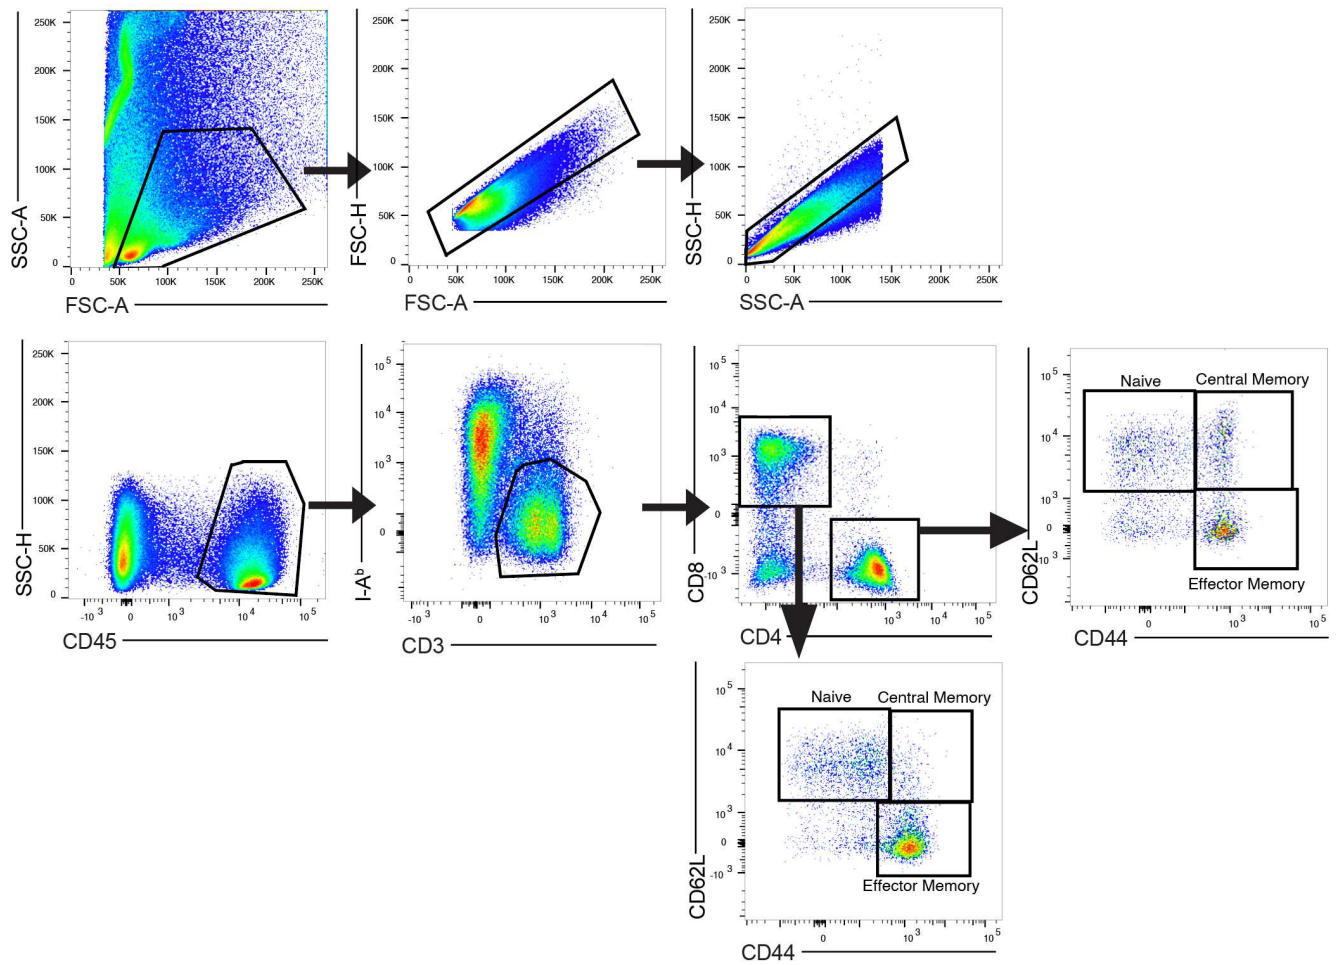 SSC-A
250K
200K
150K
100K
50K
0
0 50K 100K 150K 200K 250K
FSC-A
FSC-H
250K
200K
150K
100K
50K
0
0 50K 100K 150K 200K 250K
FSC-A
SSC-H
250K
200K
150K
100K
50K
0
0 50K 100K 150K 200K 250K
SSC-A
SSC-H
250K
200K
150K
100K
50K
0
-10³ 0 10³ 10⁴ 10⁵
CD45
I-Aᵇ
10⁵
10⁴
10³
0
-10³ 0 10³ 10⁴ 10⁵
CD3
CD8
10⁵
10⁴
10³
0
-10³
0 10³ 10⁴ 10⁵
CD4
CD62L
10⁵
10⁴
10³
0
-10³
Naive Central Memory
Effector Memory
0 10³ 10⁵
CD44
CD62L
10⁵
10⁴
10³
0
-10³
Naive Central Memory
Effector Memory
0 10³ 10⁵
CD44